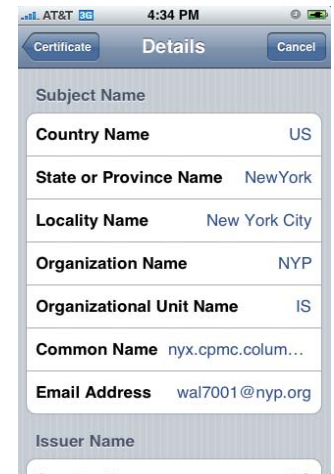 AT&T 3G 4:34 PM
Certificate Details Cancel
Subject Name
Country Name US
State or Province Name NewYork
Locality Name New York City
Organization Name NYP
Organizational Unit Name IS
Common Name nyx.cpmc.colum...
Email Address wal7001@nyp.org
Issuer Name